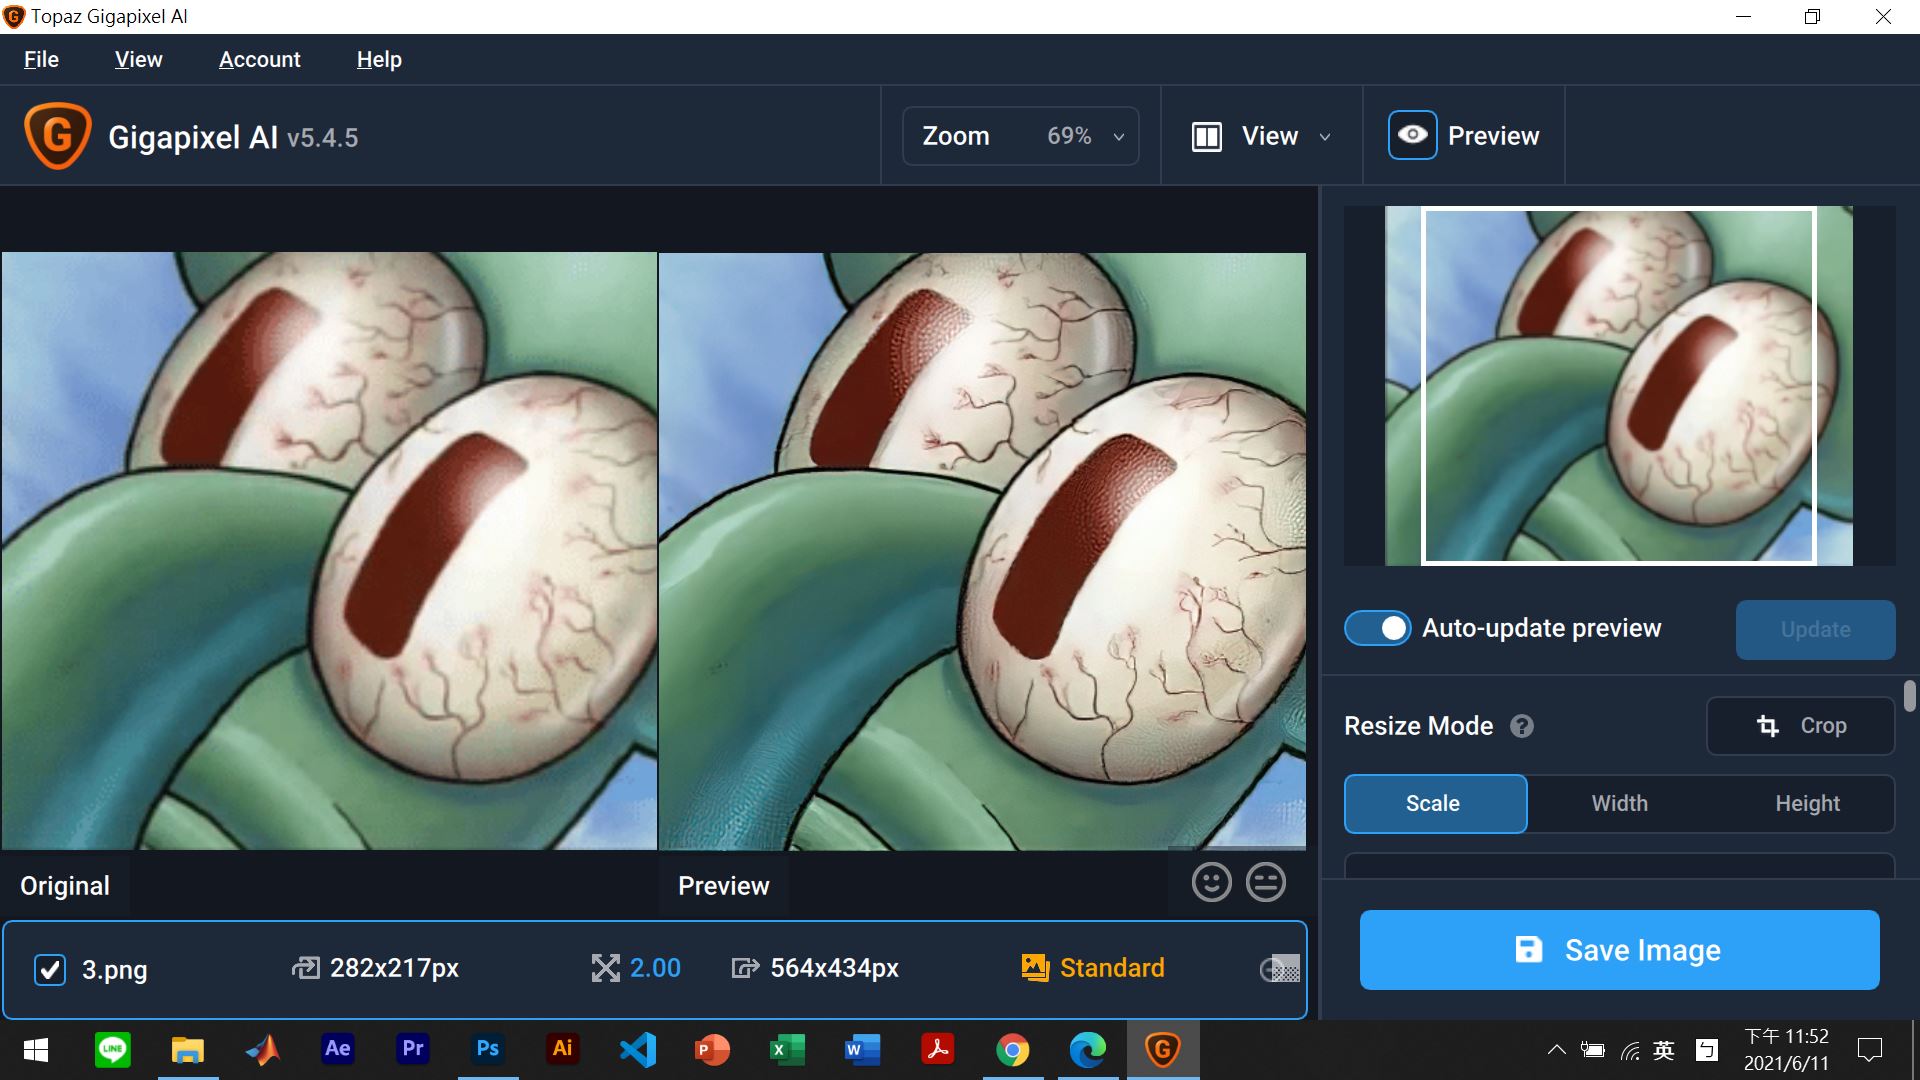 Topaz Gigapixel AI
File View Account Help
G Gigapixel AI v5.4.5
Zoom 69% View Preview
Auto-update preview Update
Resize Mode ? Crop
Scale Width Height
Original Preview
3.png 282x217px 2.00 564x434px Standard
Save Image
LINE Ae Pr Ps Ai P X W G 英 ㄅ 下午 11:52
2021/6/11